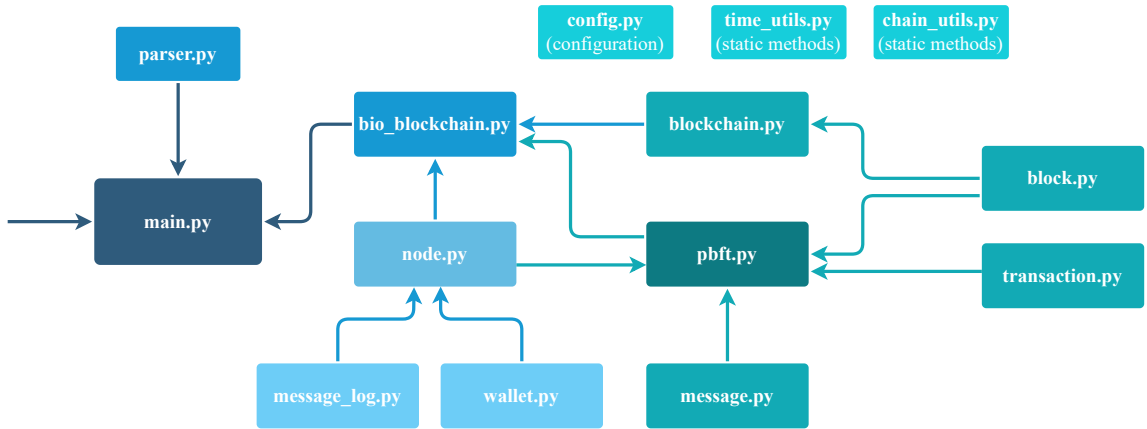 config.py
(configuration)
time_utils.py
(static methods)
chain_utils.py
(static methods)
parser.py
bio_blockchain.py
blockchain.py
block.py
main.py
node.py
pbft.py
transaction.py
message_log.py
wallet.py
message.py